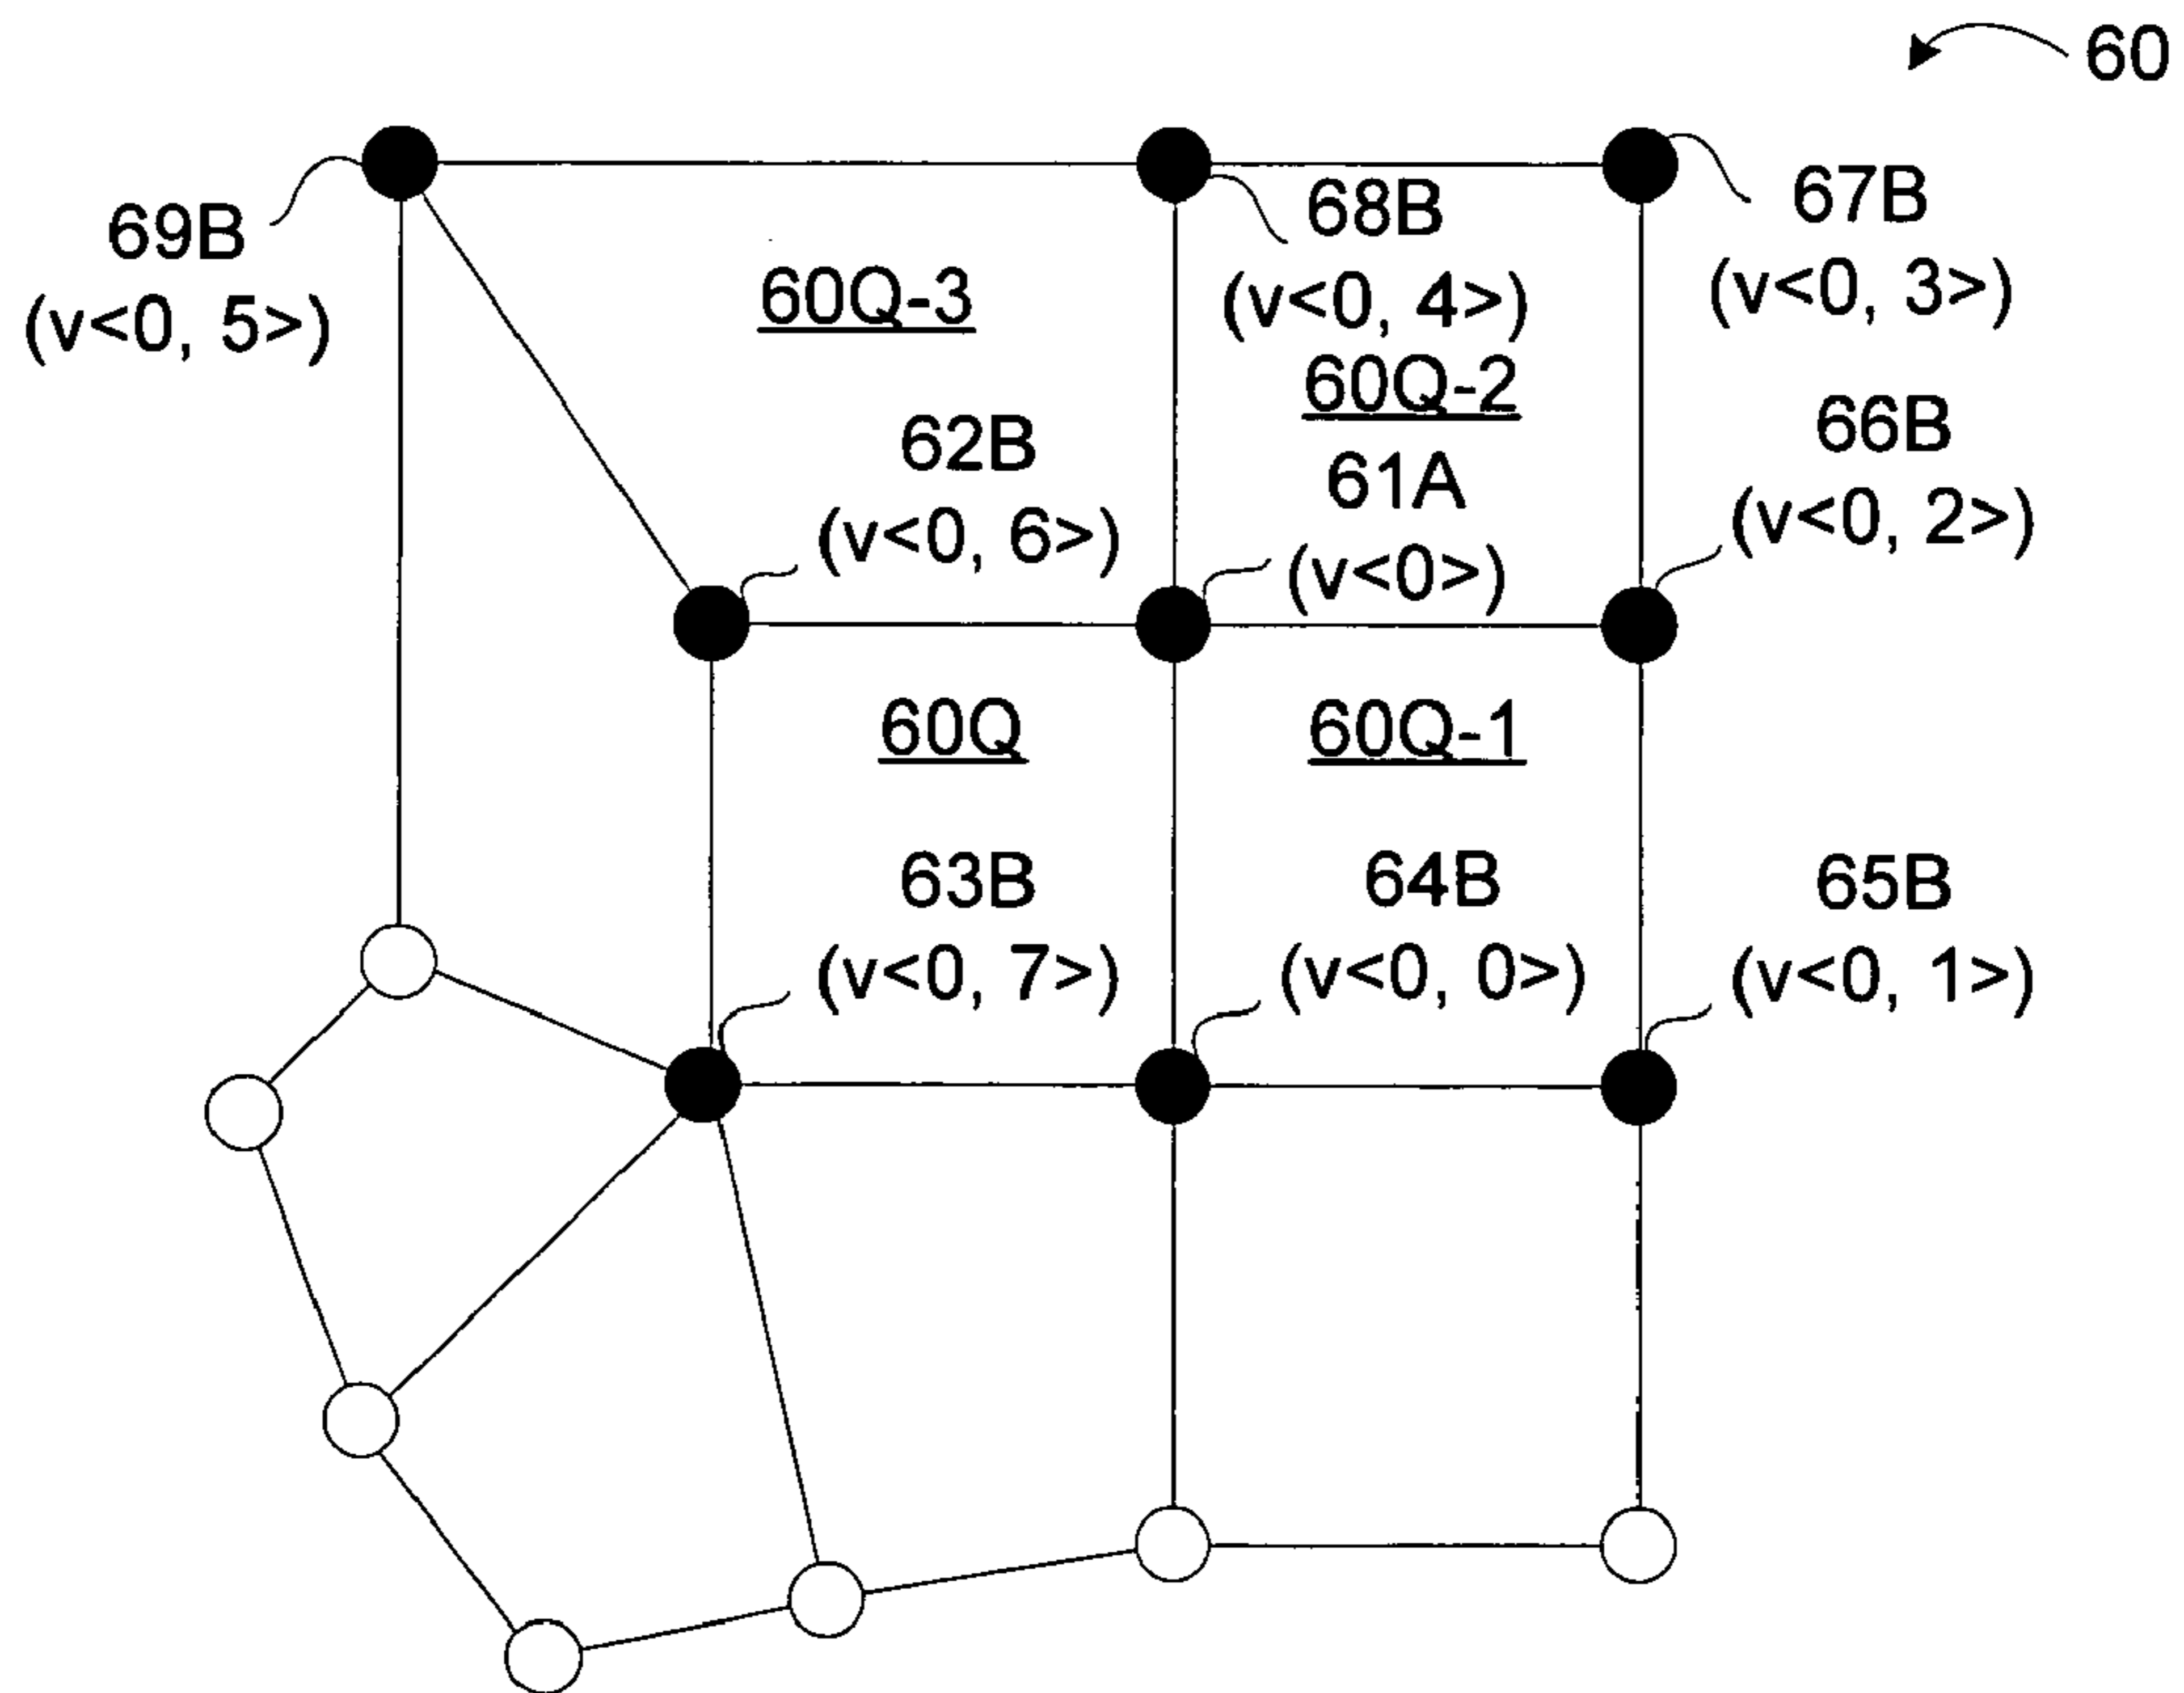 60
69B
(v<0, 5>)
60Q-3
68B
(v<0, 4>)
67B
(v<0, 3>)
60Q-2
62B
(v<0, 6>)
61A
(v<0>)
66B
(v<0, 2>)
60Q
60Q-1
63B
(v<0, 7>)
64B
(v<0, 0>)
65B
(v<0, 1>)